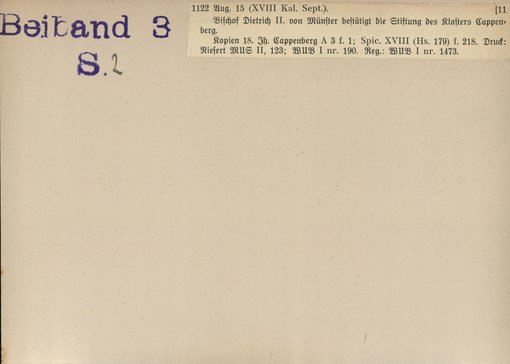 Beiband 3
S. 2
1122 Aug. 15 (XVIII Kal. Sept.). [11
Bischof Dietrich II. von Münster bestätigt die Stiftung des Klosters Cappen-
berg.
Kopien 18. Jh. Cappenberg A 3 f. 1; Spic. XVIII (Hs. 179) f. 218. Druck:
Niesert MUS II, 123; WUB I nr. 190. Reg.: WUB I nr. 1473.